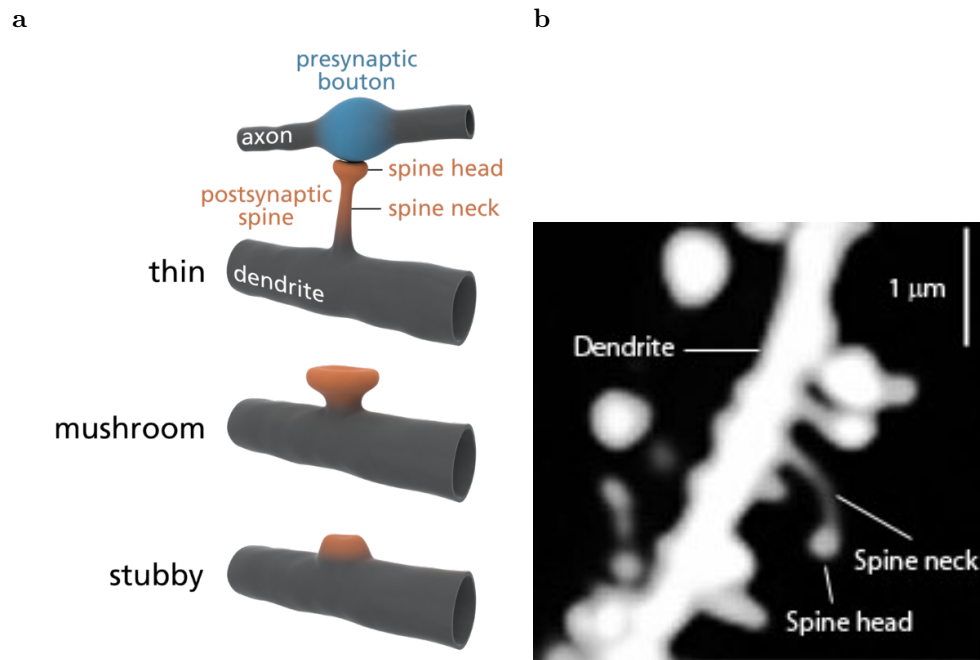 a
presynaptic
bouton
axon
spine head
postsynaptic
spine
spine neck
thin
dendrite
mushroom
stubby
b
1 μm
Dendrite
Spine neck
Spine head